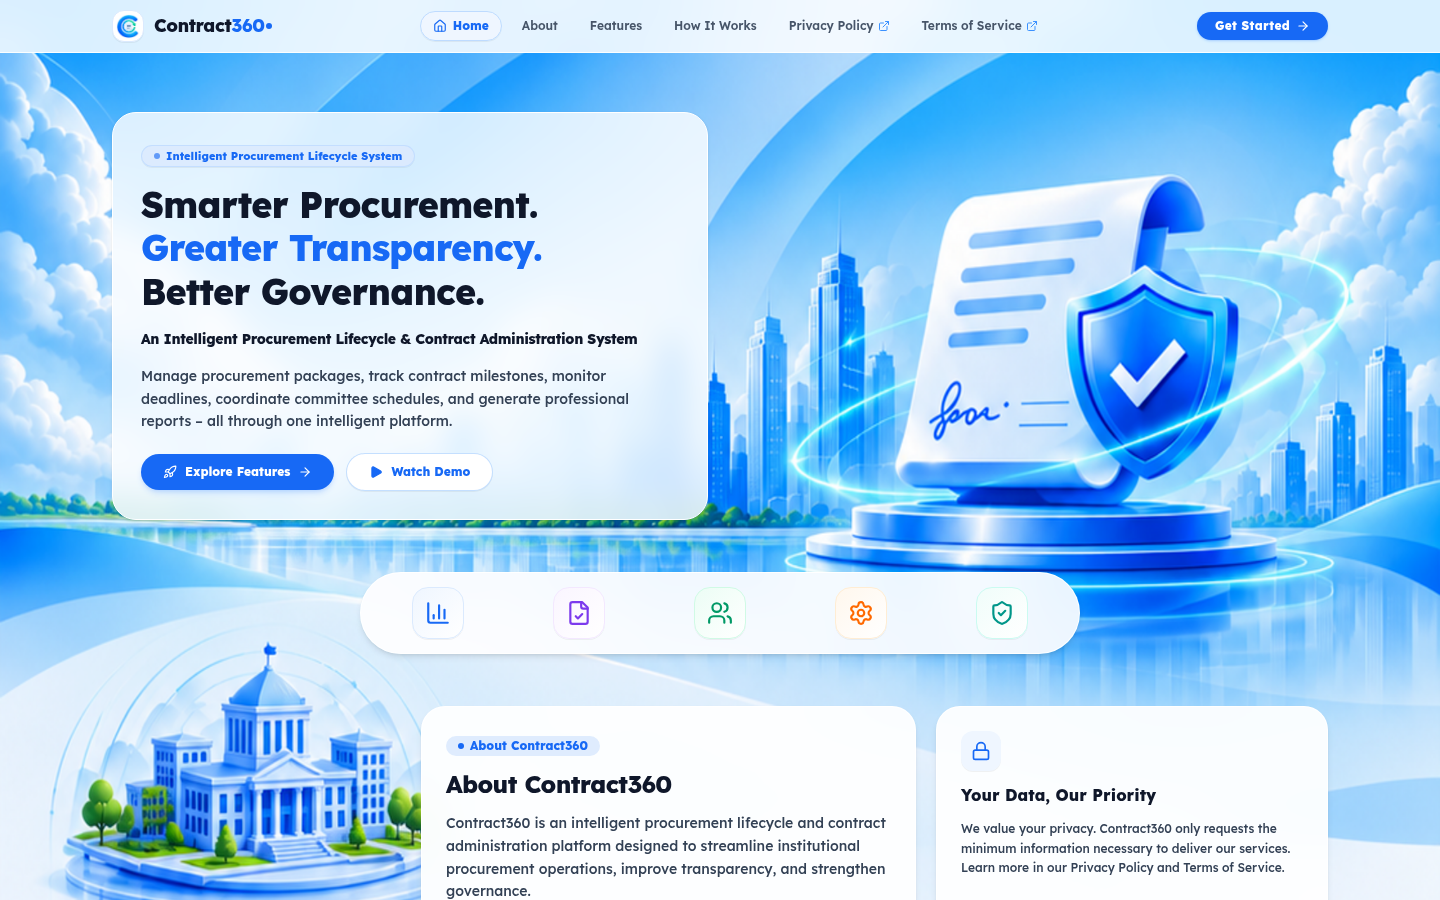 Contract360
Home
About
Features
How It Works
Privacy Policy
Terms of Service
Get Started
Intelligent Procurement Lifecycle System
Smarter Procurement.
Greater Transparency.
Better Governance.
An Intelligent Procurement Lifecycle & Contract Administration System
Manage procurement packages, track contract milestones, monitor
deadlines, coordinate committee schedules, and generate professional
reports – all through one intelligent platform.
Explore Features
Watch Demo
About Contract360
About Contract360
Contract360 is an intelligent procurement lifecycle and contract
administration platform designed to streamline institutional
procurement operations, improve transparency, and strengthen
governance.
Your Data, Our Priority
We value your privacy. Contract360 only requests the
minimum information necessary to deliver our services.
Learn more in our Privacy Policy and Terms of Service.